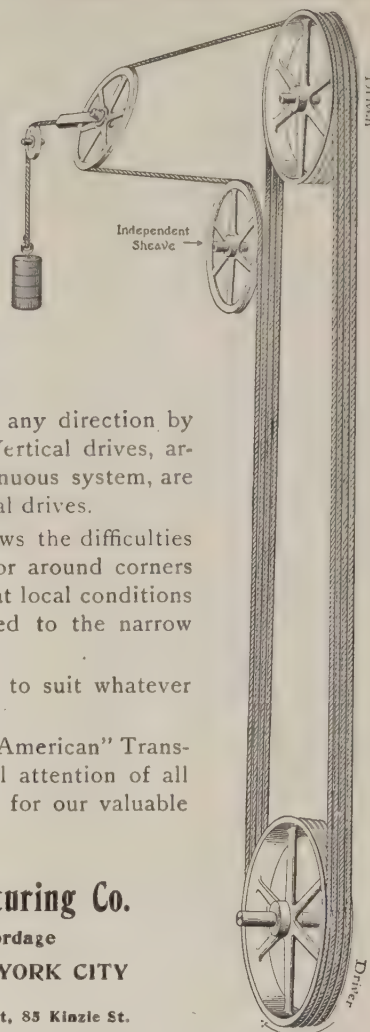 Driven
Independent
Sheave
any direction by
Vertical drives, ar-
nuous system, are
al drives.
ws the difficulties
or around corners
at local conditions
ed to the narrow
to suit whatever
American” Trans-
l attention of all
for our valuable
turing Co.
ordage
YORK CITY
t, 85 Kinzie St.
Driver